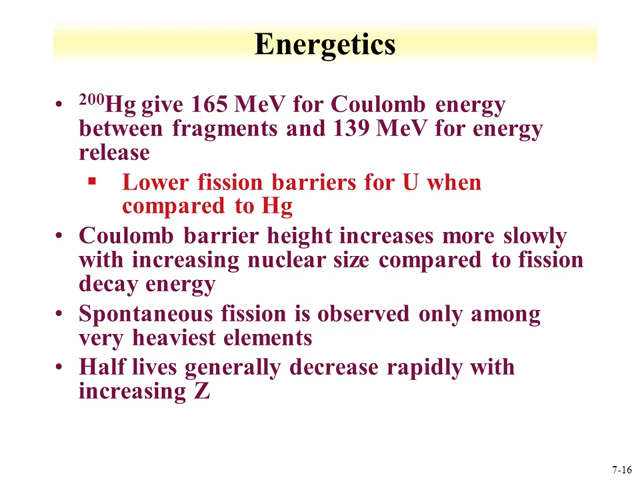 Energetics
• ²⁰⁰Hg give 165 MeV for Coulomb energy
between fragments and 139 MeV for energy
release
▪ Lower fission barriers for U when
compared to Hg
• Coulomb barrier height increases more slowly
with increasing nuclear size compared to fission
decay energy
• Spontaneous fission is observed only among
very heaviest elements
• Half lives generally decrease rapidly with
increasing Z
7-16